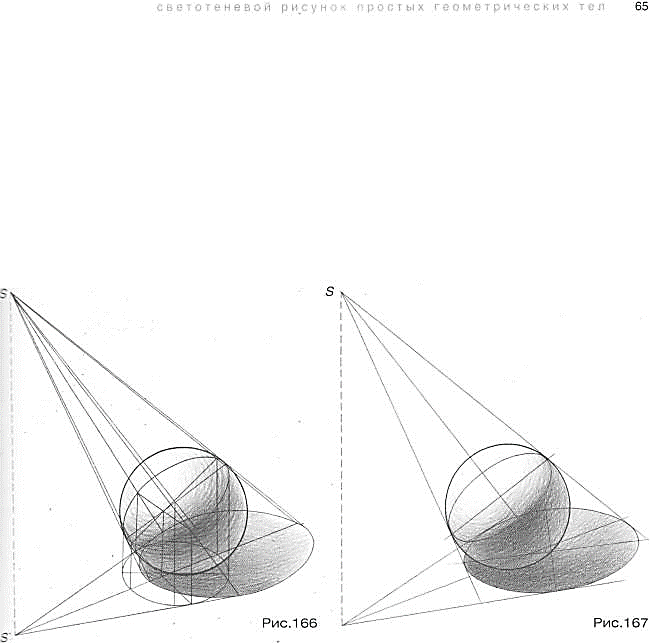 светотеневой рисунок простых геометрических тел 65
S
S
S'
Рис.166
Рис.167